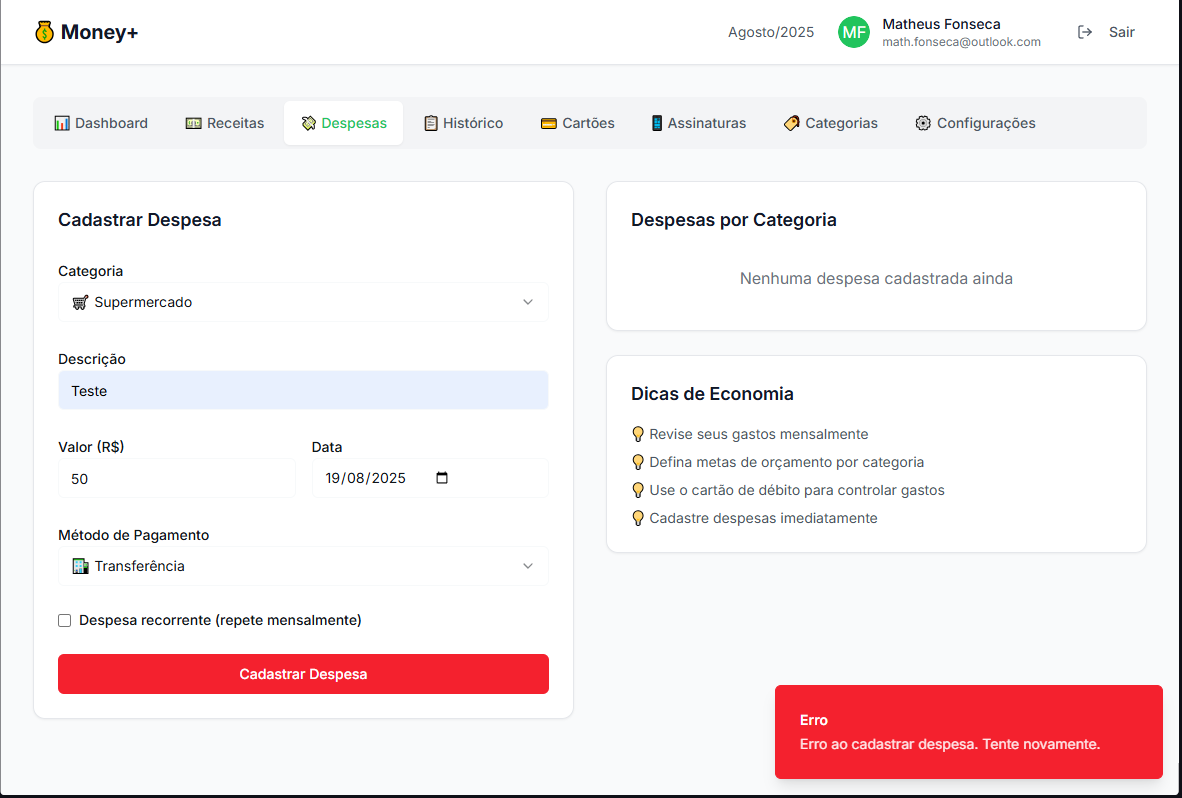 Money+
Agosto/2025
MF
Matheus Fonseca
math.fonseca@outlook.com
Sair
Dashboard
Receitas
Despesas
Histórico
Cartões
Assinaturas
Categorias
Configurações
Cadastrar Despesa
Categoria
Supermercado
Descrição
Teste
Valor (R$)
Data
50
19/08/2025
Método de Pagamento
Transferência
Despesa recorrente (repete mensalmente)
Cadastrar Despesa
Despesas por Categoria
Nenhuma despesa cadastrada ainda
Dicas de Economia
Revise seus gastos mensalmente
Defina metas de orçamento por categoria
Use o cartão de débito para controlar gastos
Cadastre despesas imediatamente
Erro
Erro ao cadastrar despesa. Tente novamente.